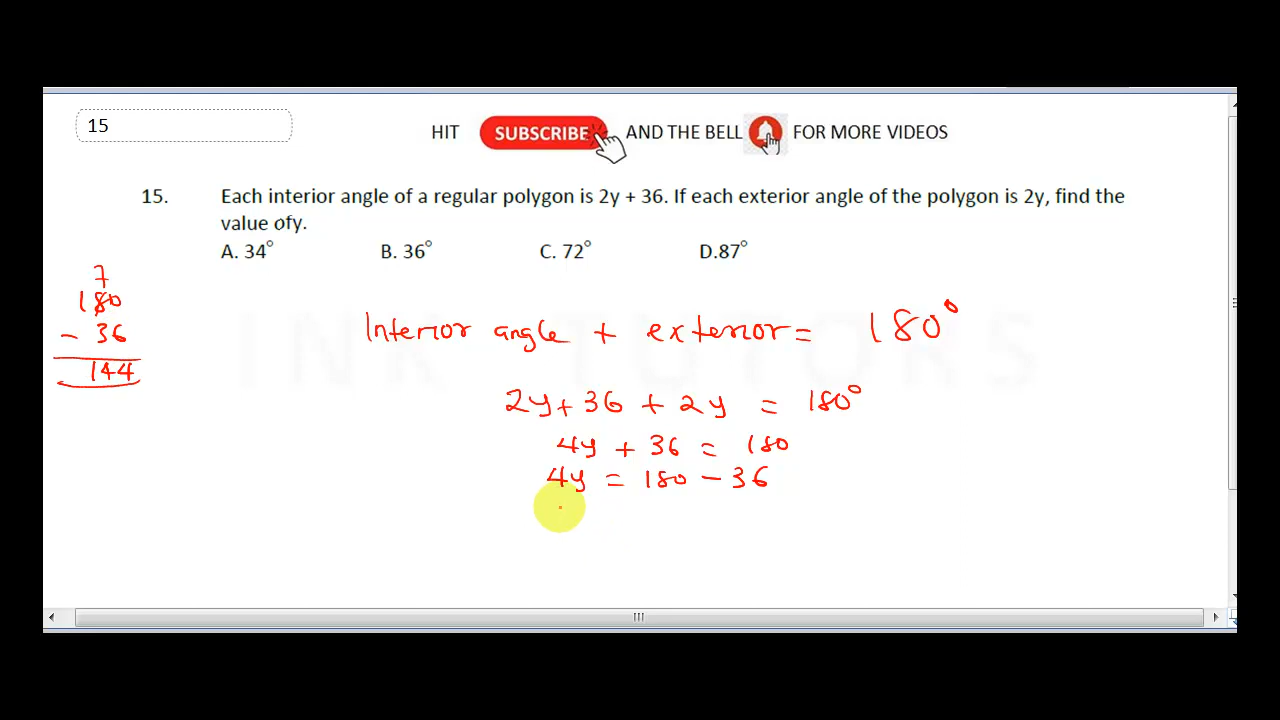 15
HIT SUBSCRIBE AND THE BELL FOR MORE VIDEOS
15. Each interior angle of a regular polygon is 2y + 36. If each exterior angle of the polygon is 2y, find the
value ofy.
A. 34° B. 36° C. 72° D.87°
7
180
- 36
144
Interior angle + exterior = 180°
INK TUTORS
2y + 36 + 2y = 180°
4y + 36 = 180
4y = 180 - 36